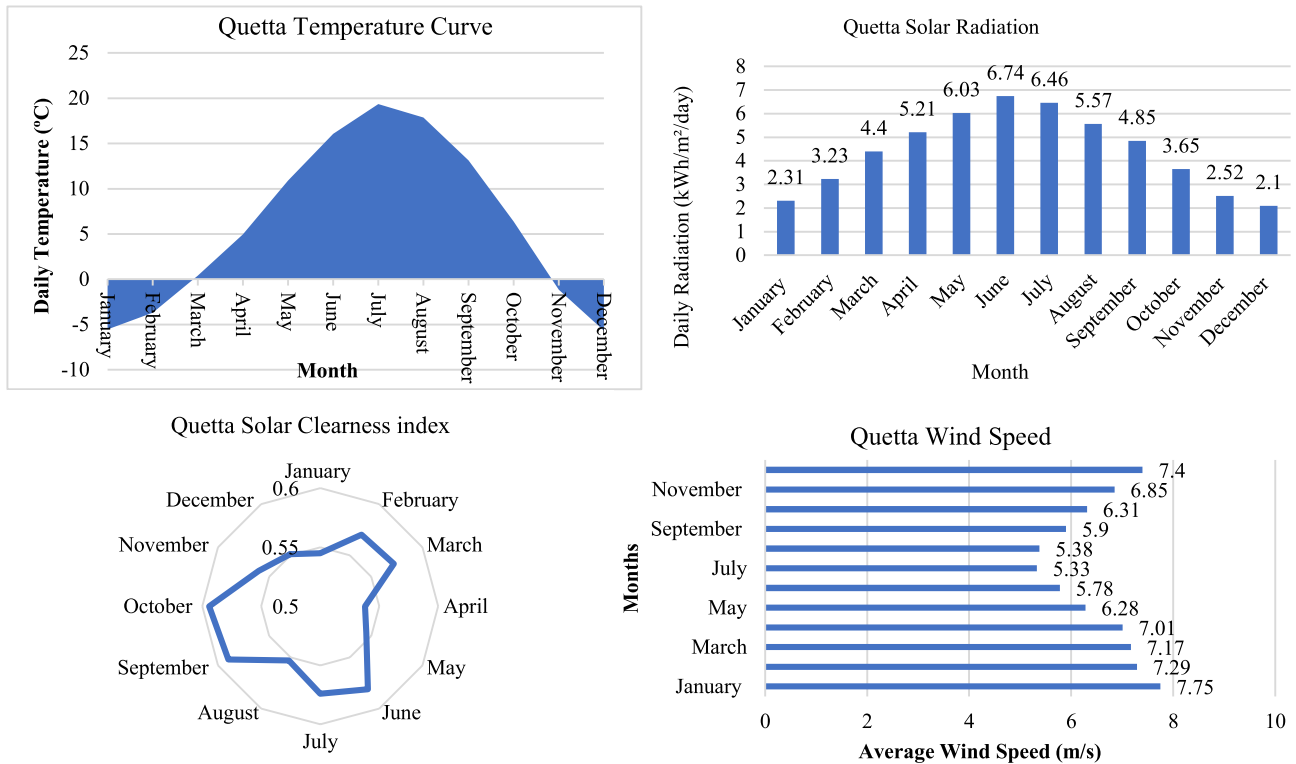 Quetta Temperature Curve
25
20
15
10
5
0
-5
-10
Daily Temperature (ºC)
January
February
March
April
May
June
July
August
September
October
November
December
Month
Quetta Solar Radiation
8
7
6
5
4
3
2
1
0
Daily Radiation (kWh/m²/day)
2.31
3.23
4.4
5.21
6.03
6.74
6.46
5.57
4.85
3.65
2.52
2.1
January
February
March
April
May
June
July
August
September
October
November
December
Month
Quetta Solar Clearness index
January
February
March
April
May
June
July
August
September
October
November
December
0.6
0.55
0.5
Quetta Wind Speed
Months
7.4
November 6.85
6.31
September 5.9
5.38
July 5.33
5.78
May 6.28
7.01
March 7.17
7.29
January 7.75
0 2 4 6 8 10
Average Wind Speed (m/s)